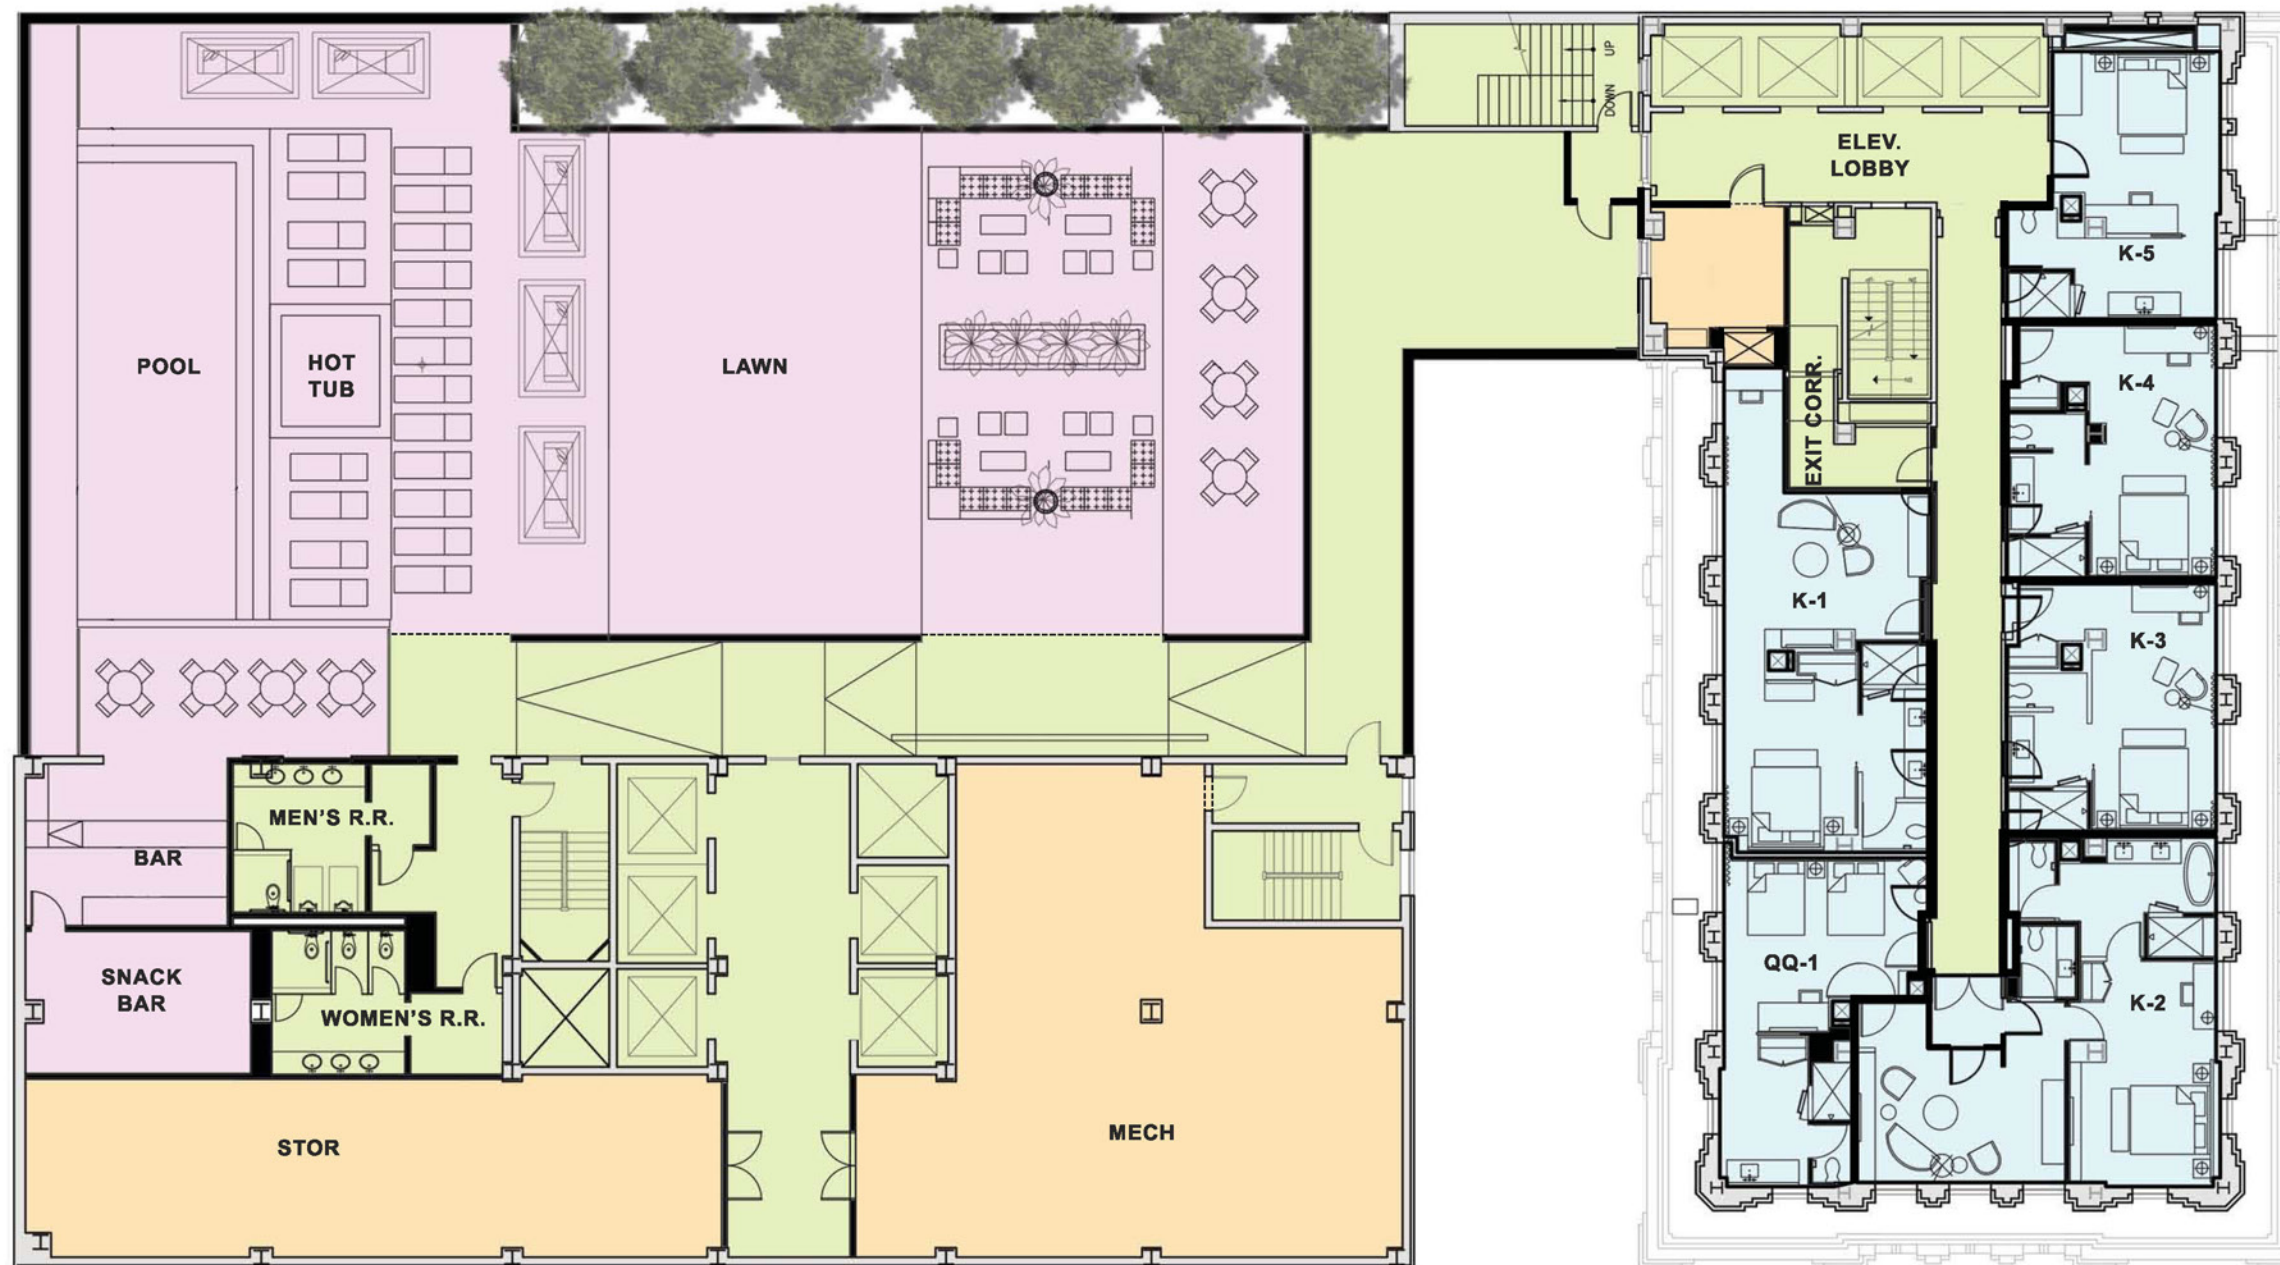 UP
DOWN
ELEV.
LOBBY
K-5
POOL
HOT
TUB
LAWN
EXIT CORR.
K-4
K-1
K-3
MEN'S R.R.
BAR
SNACK
BAR
WOMEN'S R.R.
QQ-1
K-2
STOR
MECH